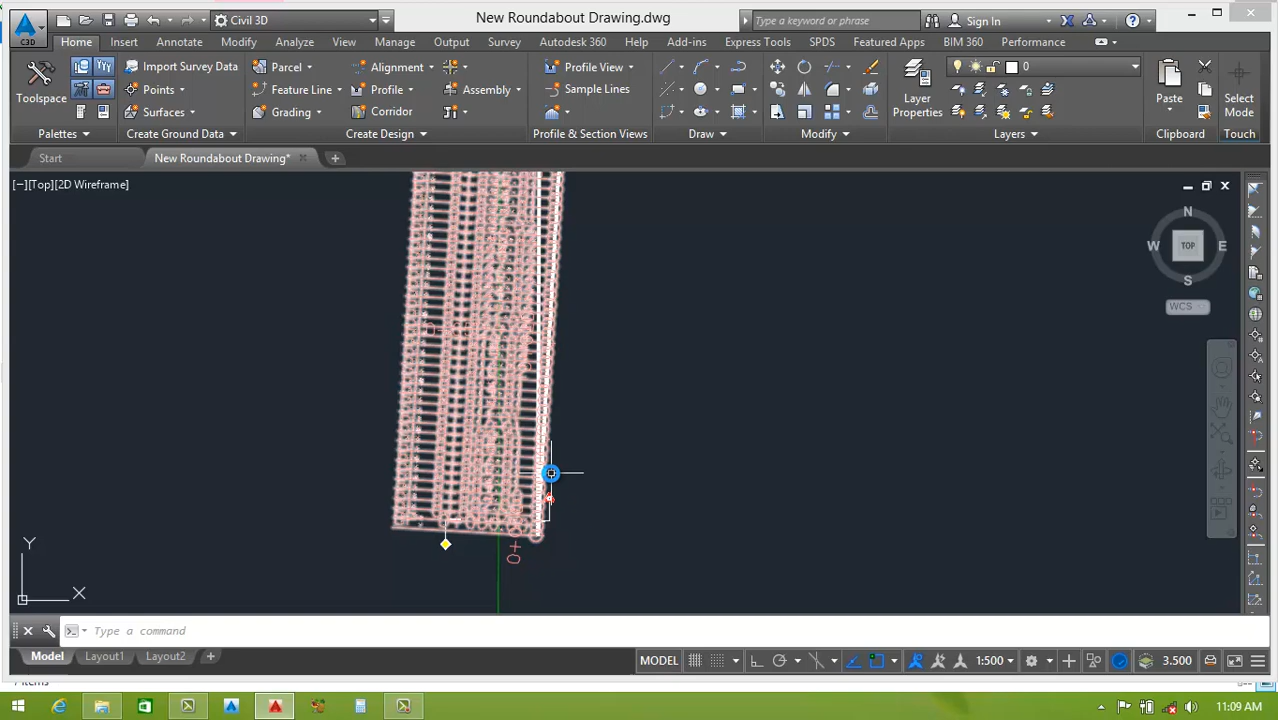 Civil 3D
New Roundabout Drawing.dwg
Type a keyword or phrase
Sign In
C3D
Home Insert Annotate Modify Analyze View Manage Output Survey Autodesk 360 Help Add-ins Express Tools SPDS Featured Apps BIM 360 Performance
Toolspace
Palettes
Import Survey Data
Points
Surfaces
Create Ground Data
Parcel
Feature Line
Grading
Alignment
Profile
Corridor
Assembly
Create Design
Profile View
Sample Lines
Profile & Section Views
Draw
Modify
Layer
Properties
0
Layers
Paste
Clipboard
Select
Mode
Touch
Start
New Roundabout Drawing*
[−][Top][2D Wireframe]
N
W TOP E
S
WCS
Y
X
Type a command
Model Layout1 Layout2
MODEL 1:500 3.500
11:09 AM